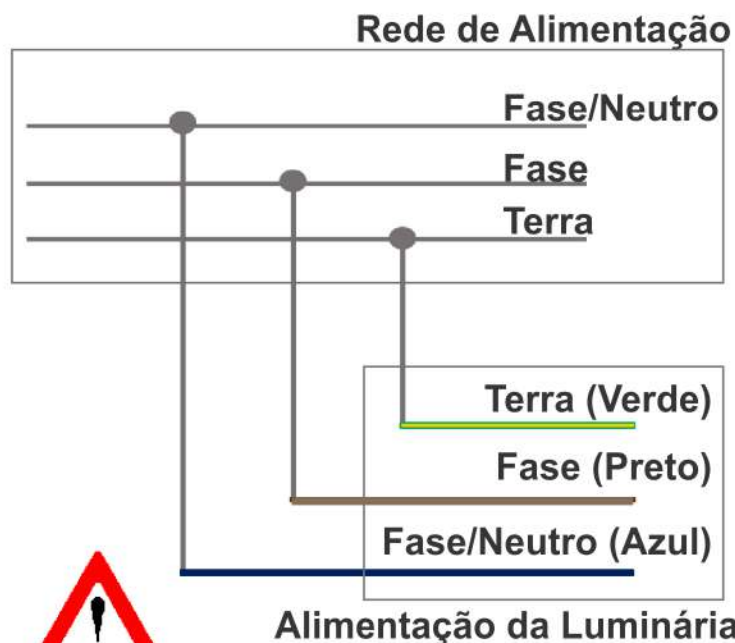 Rede de Alimentação
Fase/Neutro
Fase
Terra
Terra (Verde)
Fase (Preto)
Fase/Neutro (Azul)
Alimentação da Luminária